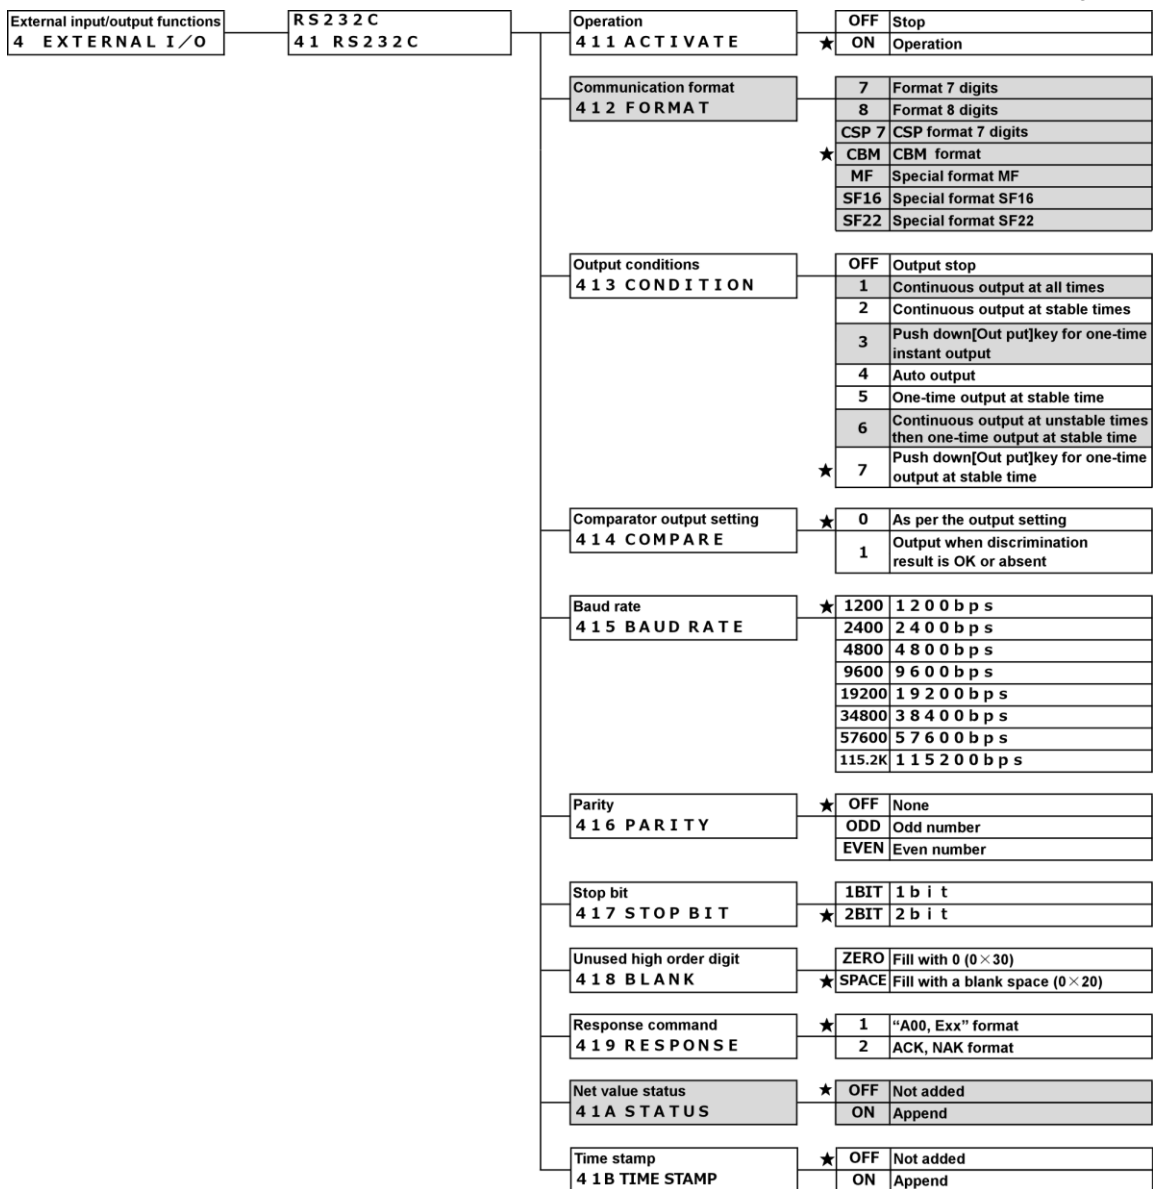 External input/output functions
4 EXTERNAL I/O
RS232C
41 RS232C
Operation
411 ACTIVATE
OFF Stop
★ ON Operation
Communication format
412 FORMAT
7 Format 7 digits
8 Format 8 digits
CSP 7 CSP format 7 digits
★ CBM CBM format
MF Special format MF
SF16 Special format SF16
SF22 Special format SF22
Output conditions
413 CONDITION
OFF Output stop
1 Continuous output at all times
2 Continuous output at stable times
3 Push down[Out put]key for one-time
instant output
4 Auto output
5 One-time output at stable time
6 Continuous output at unstable times
then one-time output at stable time
★ 7 Push down[Out put]key for one-time
output at stable time
Comparator output setting
414 COMPARE
★ 0 As per the output setting
1 Output when discrimination
result is OK or absent
Baud rate
415 BAUD RATE
★ 1200 1200bps
2400 2400bps
4800 4800bps
9600 9600bps
19200 19200bps
34800 38400bps
57600 57600bps
115.2K 115200bps
Parity
416 PARITY
★ OFF None
ODD Odd number
EVEN Even number
Stop bit
417 STOP BIT
1BIT 1bit
★ 2BIT 2bit
Unused high order digit
418 BLANK
ZERO Fill with 0 (0×30)
★ SPACE Fill with a blank space (0×20)
Response command
419 RESPONSE
★ 1 “A00, Exx” format
2 ACK, NAK format
Net value status
41A STATUS
★ OFF Not added
ON Append
Time stamp
41B TIME STAMP
★ OFF Not added
ON Append